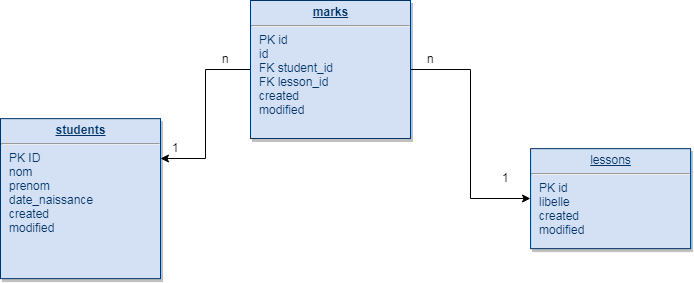 marks
PK id
id
FK student_id
FK lesson_id
created
modified
n
n
students
PK ID
nom
prenom
date_naissance
created
modified
1
lessons
PK id
libelle
created
modified
1